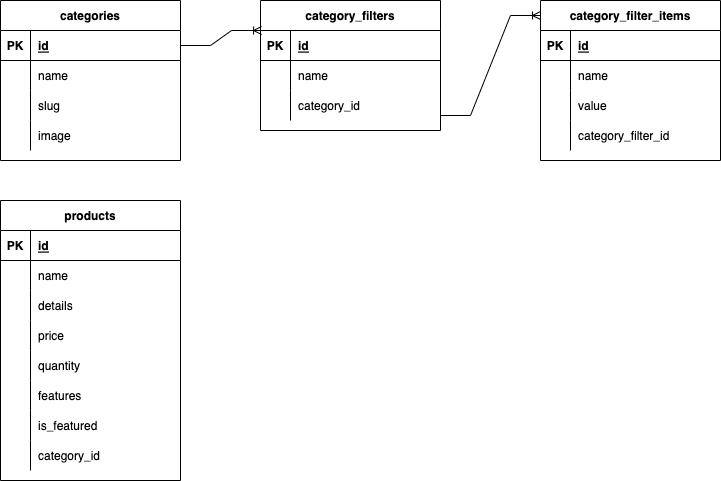 categories
PK id
name
slug
image
category_filters
PK id
name
category_id
category_filter_items
PK id
name
value
category_filter_id
products
PK id
name
details
price
quantity
features
is_featured
category_id